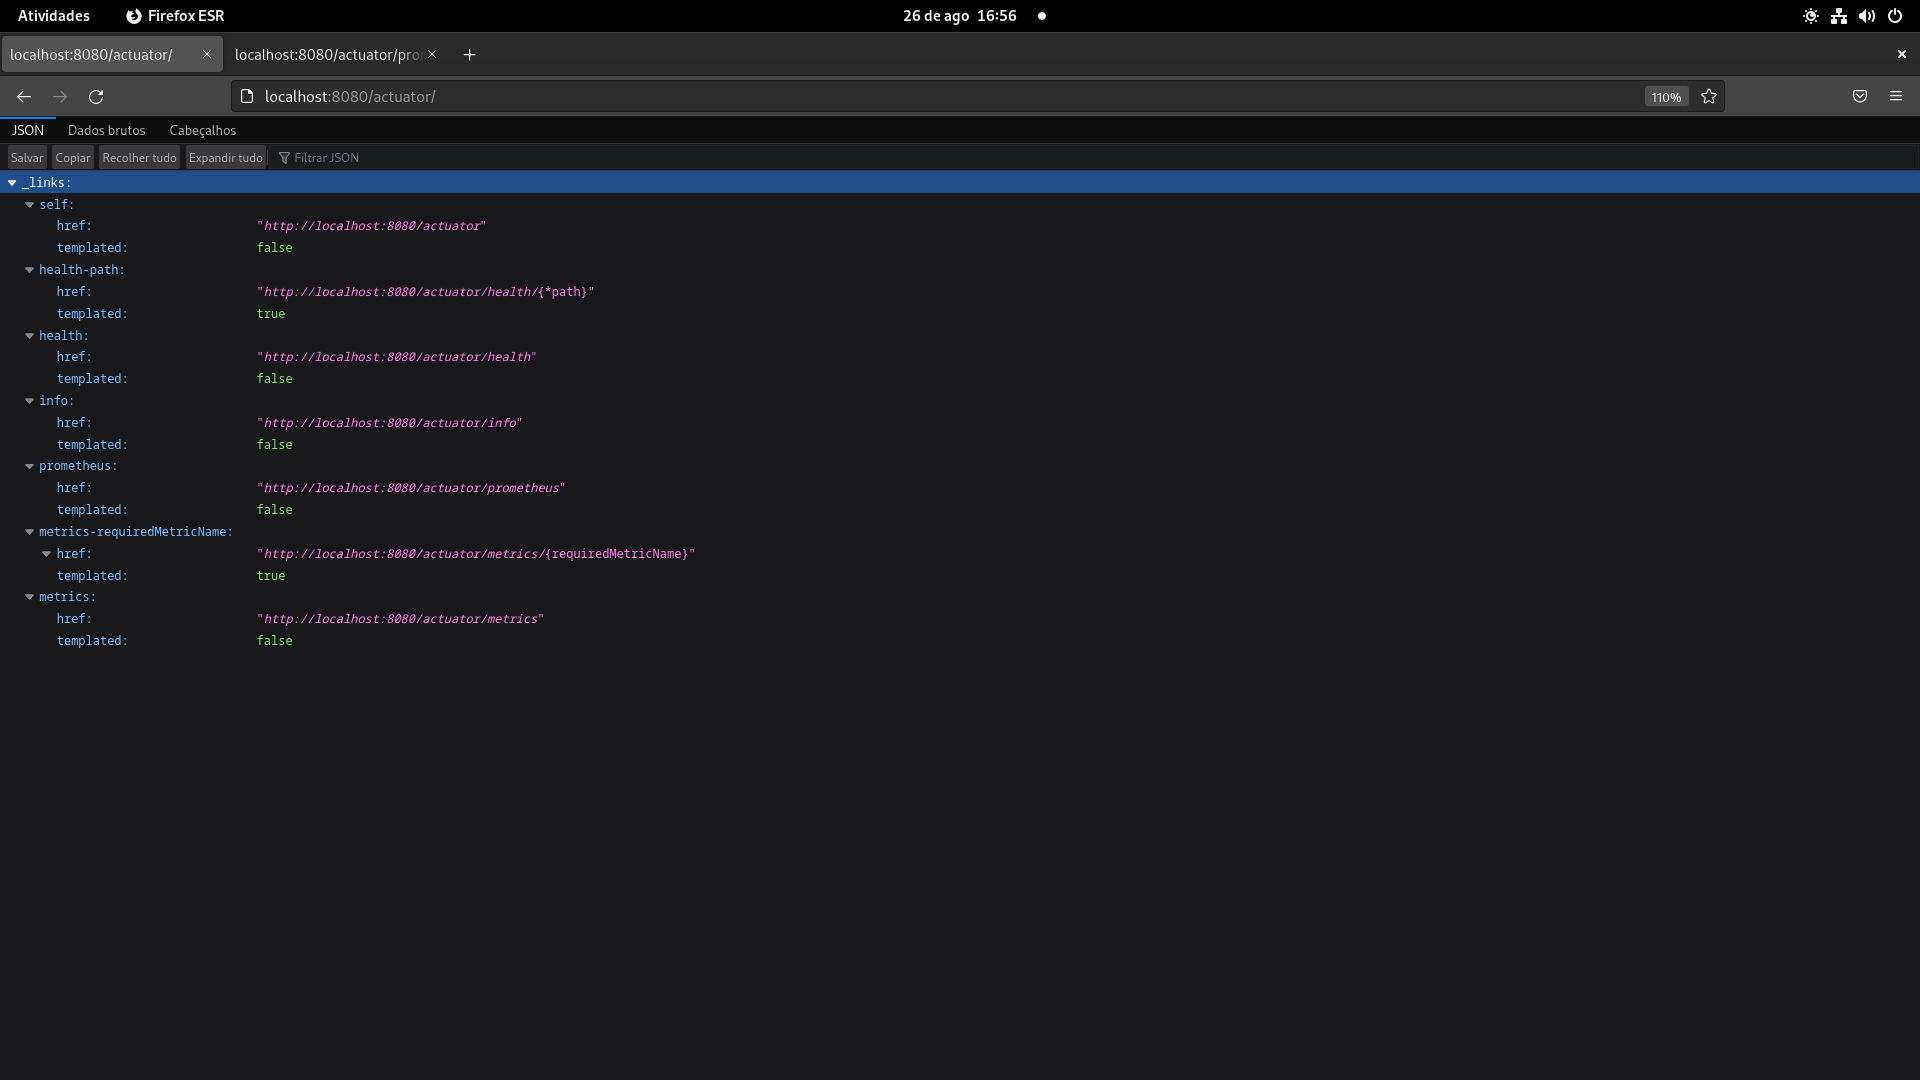 Atividades Firefox ESR 26 de ago 16:56
localhost:8080/actuator/ localhost:8080/actuator/pro
localhost:8080/actuator/ 110%
JSON Dados brutos Cabeçalhos
Salvar Copiar Recolher tudo Expandir tudo Filtrar JSON
_links:
self:
href: "http://localhost:8080/actuator"
templated: false
health-path:
href: "http://localhost:8080/actuator/health/{*path}"
templated: true
health:
href: "http://localhost:8080/actuator/health"
templated: false
info:
href: "http://localhost:8080/actuator/info"
templated: false
prometheus:
href: "http://localhost:8080/actuator/prometheus"
templated: false
metrics-requiredMetricName:
href: "http://localhost:8080/actuator/metrics/{requiredMetricName}"
templated: true
metrics:
href: "http://localhost:8080/actuator/metrics"
templated: false